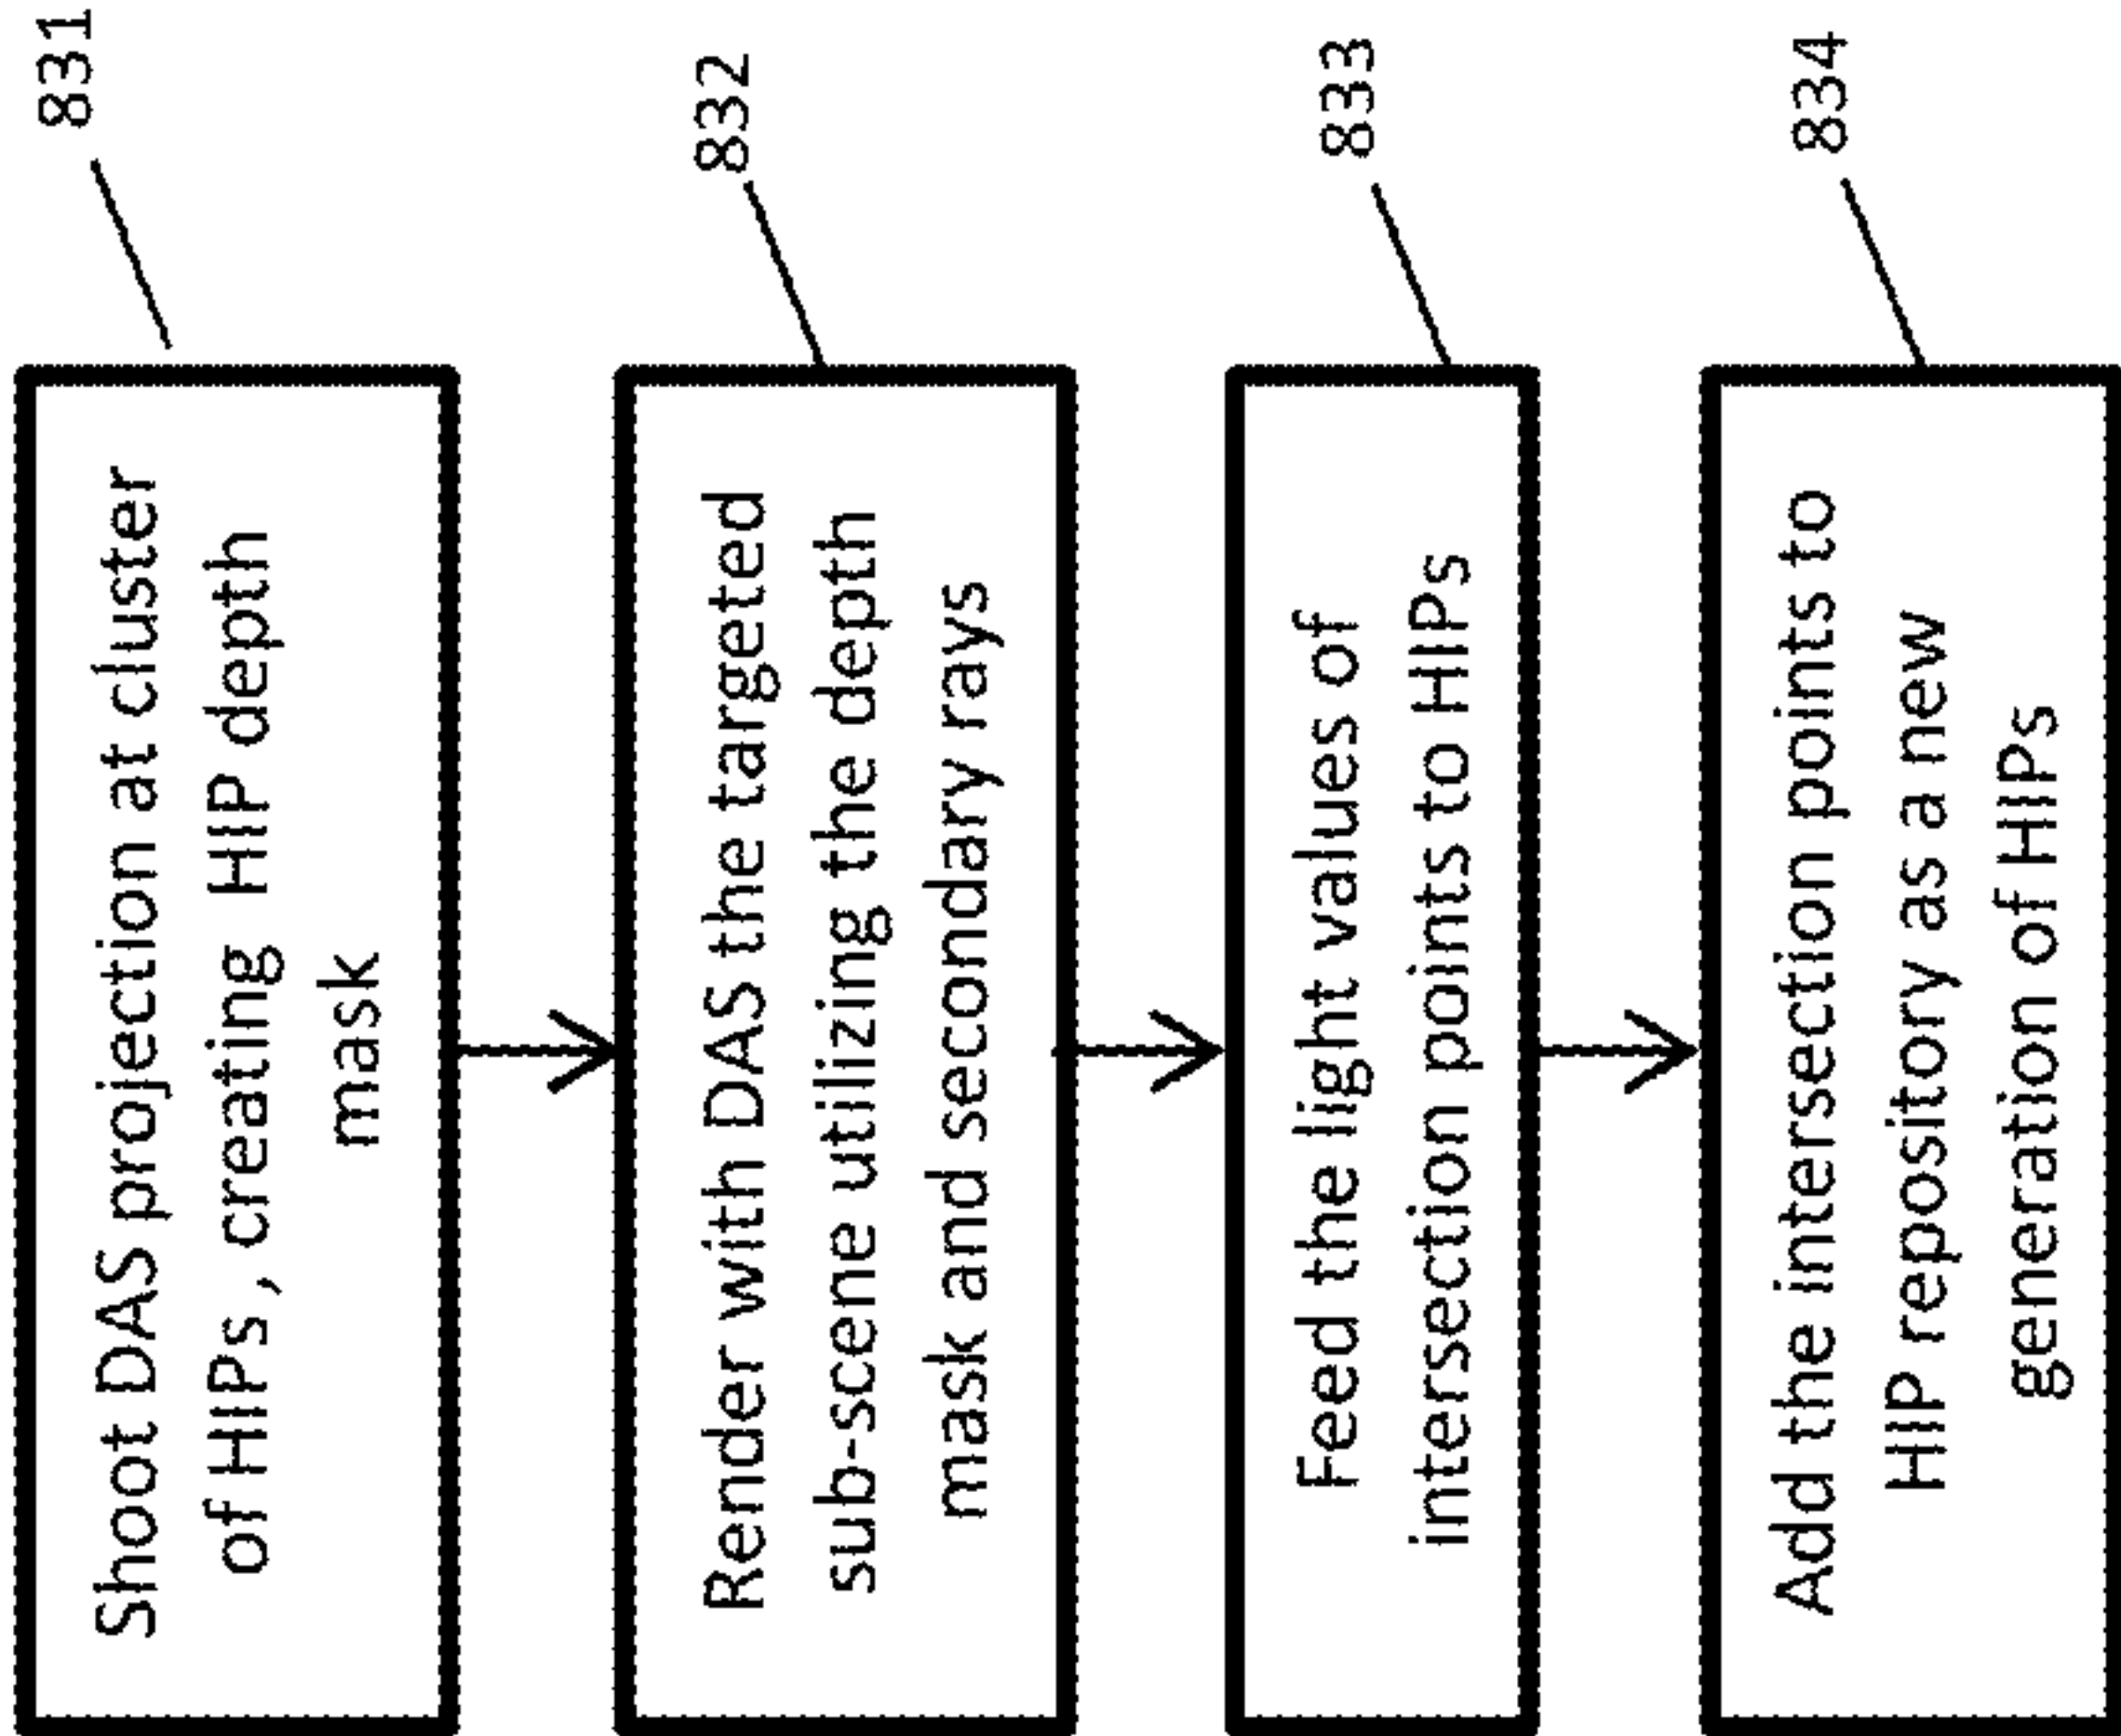 831
Shoot DAS projection at cluster
of HIPs, creating HIP depth
mask
832
Render with DAS the targeted
sub-scene utilizing the depth
mask and secondary rays
833
Feed the light values of
intersection points to HIPs
834
Add the intersection points to
HIP repository as a new
generation of HIPs